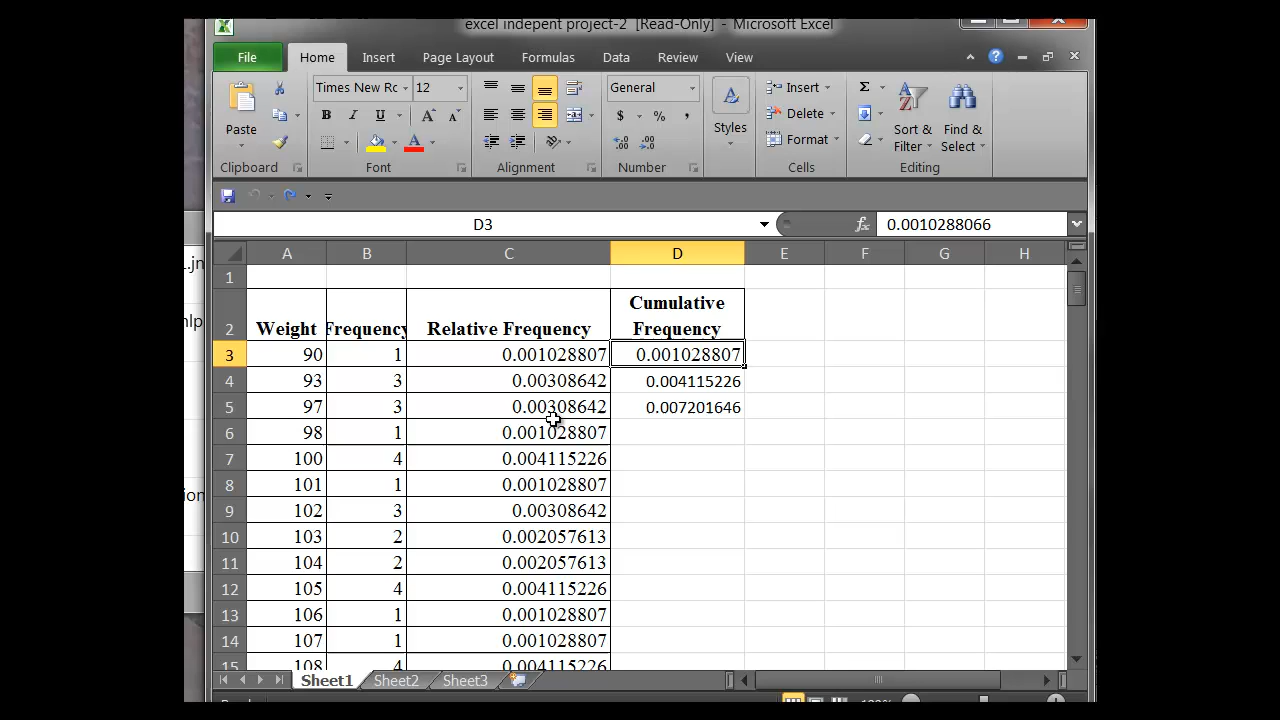 excel indepent project-2 [Read-Only] - Microsoft Excel
File Home Insert Page Layout Formulas Data Review View
Times New Rc 12 General Insert Σ
Paste B I U A A $ % , Styles Delete Sort & Filter Find & Select
Format
Clipboard Font Alignment Number Cells Editing
D3 fx 0.0010288066
A B C D E F G H
1
2 Weight Frequency Relative Frequency Cumulative Frequency
3 90 1 0.001028807 0.001028807
4 93 3 0.00308642 0.004115226
5 97 3 0.00308642 0.007201646
6 98 1 0.001028807
7 100 4 0.004115226
8 101 1 0.001028807
9 102 3 0.00308642
10 103 2 0.002057613
11 104 2 0.002057613
12 105 4 0.004115226
13 106 1 0.001028807
14 107 1 0.001028807
15 108 4 0.004115226
Sheet1 Sheet2 Sheet3